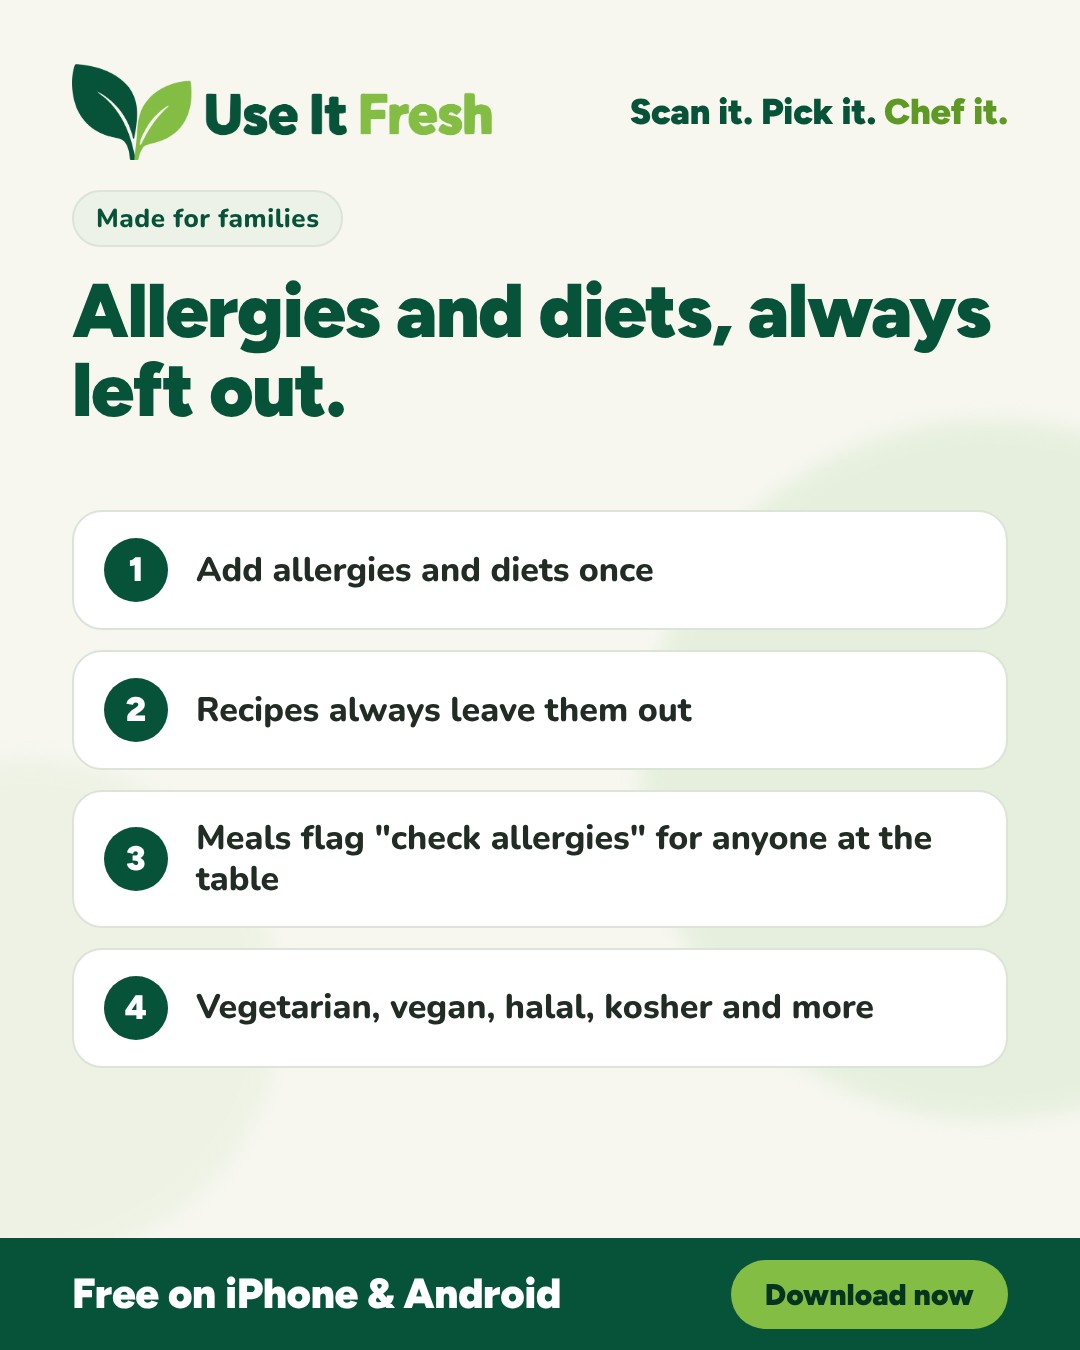 Use It Fresh
Scan it. Pick it. Chef it.
Made for families
Allergies and diets, always
left out.
1 Add allergies and diets once
2 Recipes always leave them out
3 Meals flag "check allergies" for anyone at the
table
4 Vegetarian, vegan, halal, kosher and more
Free on iPhone & Android
Download now